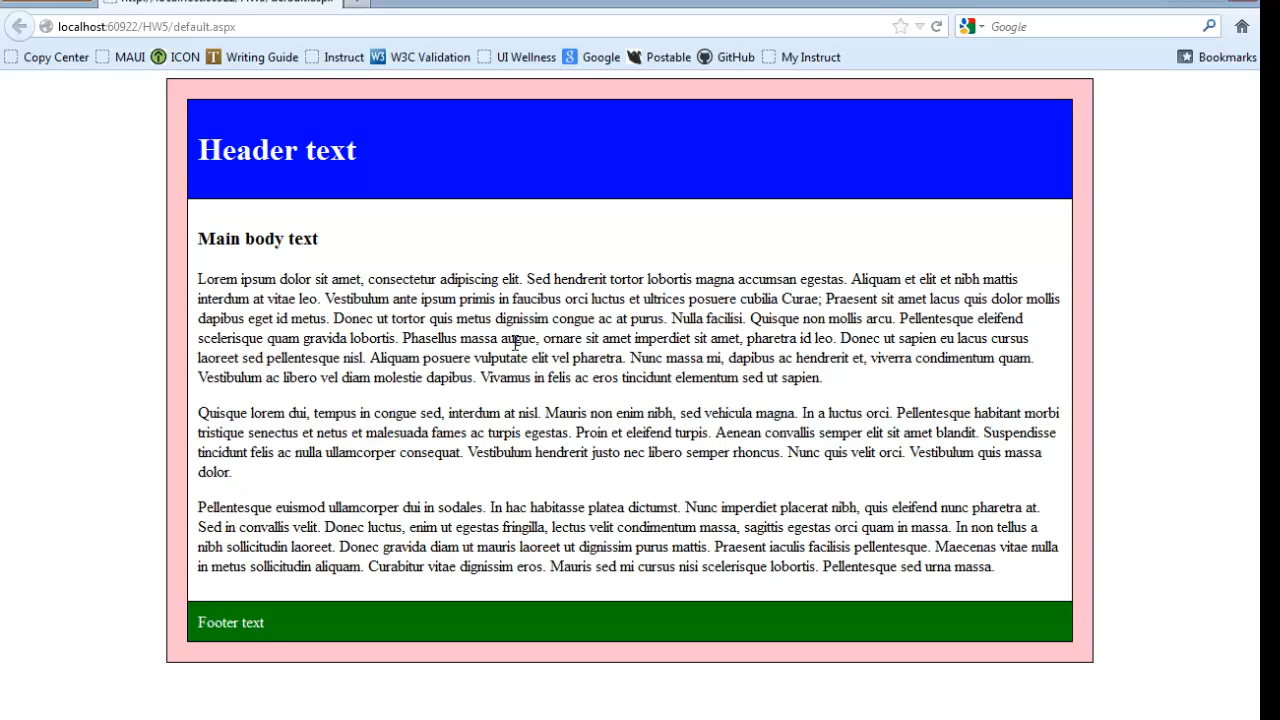 localhost:60922/HW5/default.aspx
Google
Copy Center MAUI ICON Writing Guide Instruct W3C Validation UI Wellness Google Postable GitHub My Instruct Bookmarks
Header text
Main body text
Lorem ipsum dolor sit amet, consectetur adipiscing elit. Sed hendrerit tortor lobortis magna accumsan egestas. Aliquam et elit et nibh mattis
interdum at vitae leo. Vestibulum ante ipsum primis in faucibus orci luctus et ultrices posuere cubilia Curae; Praesent sit amet lacus quis dolor mollis
dapibus eget id metus. Donec ut tortor quis metus dignissim congue ac at purus. Nulla facilisi. Quisque non mollis arcu. Pellentesque eleifend
scelerisque quam gravida lobortis. Phasellus massa augue, ornare sit amet imperdiet sit amet, pharetra id leo. Donec ut sapien eu lacus cursus
laoreet sed pellentesque nisl. Aliquam posuere vulputate elit vel pharetra. Nunc massa mi, dapibus ac hendrerit et, viverra condimentum quam.
Vestibulum ac libero vel diam molestie dapibus. Vivamus in felis ac eros tincidunt elementum sed ut sapien.
Quisque lorem dui, tempus in congue sed, interdum at nisl. Mauris non enim nibh, sed vehicula magna. In a luctus orci. Pellentesque habitant morbi
tristique senectus et netus et malesuada fames ac turpis egestas. Proin et eleifend turpis. Aenean convallis semper elit sit amet blandit. Suspendisse
tincidunt felis ac nulla ullamcorper consequat. Vestibulum hendrerit justo nec libero semper rhoncus. Nunc quis velit orci. Vestibulum quis massa
dolor.
Pellentesque euismod ullamcorper dui in sodales. In hac habitasse platea dictumst. Nunc imperdiet placerat nibh, quis eleifend nunc pharetra at.
Sed in convallis velit. Donec luctus, enim ut egestas fringilla, lectus velit condimentum massa, sagittis egestas orci quam in massa. In non tellus a
nibh sollicitudin laoreet. Donec gravida diam ut mauris laoreet ut dignissim purus mattis. Praesent iaculis facilisis pellentesque. Maecenas vitae nulla
in metus sollicitudin aliquam. Curabitur vitae dignissim eros. Mauris sed mi cursus nisi scelerisque lobortis. Pellentesque sed urna massa.
Footer text